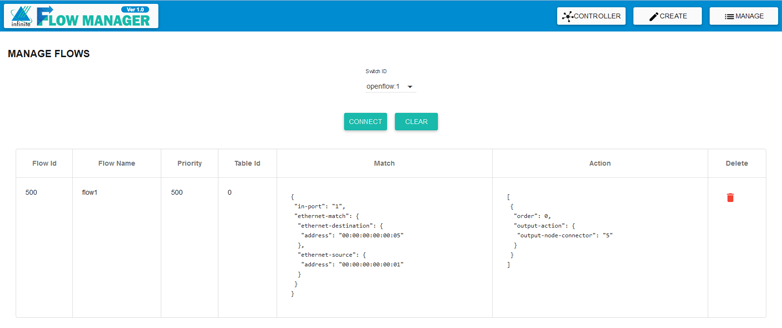 infinite
FLOW MANAGER
Ver 1.0
CONTROLLER
CREATE
MANAGE
MANAGE FLOWS
Switch ID
openflow:1
CONNECT
CLEAR
Flow Id
Flow Name
Priority
Table Id
Match
Action
Delete
500
flow1
500
0
{
"in-port": "1",
"ethernet-match": {
"ethernet-destination": {
"address": "00:00:00:00:00:05"
},
"ethernet-source": {
"address": "00:00:00:00:00:01"
}
}
}
[
{
"order": 0,
"output-action": {
"output-node-connector": "5"
}
}
]